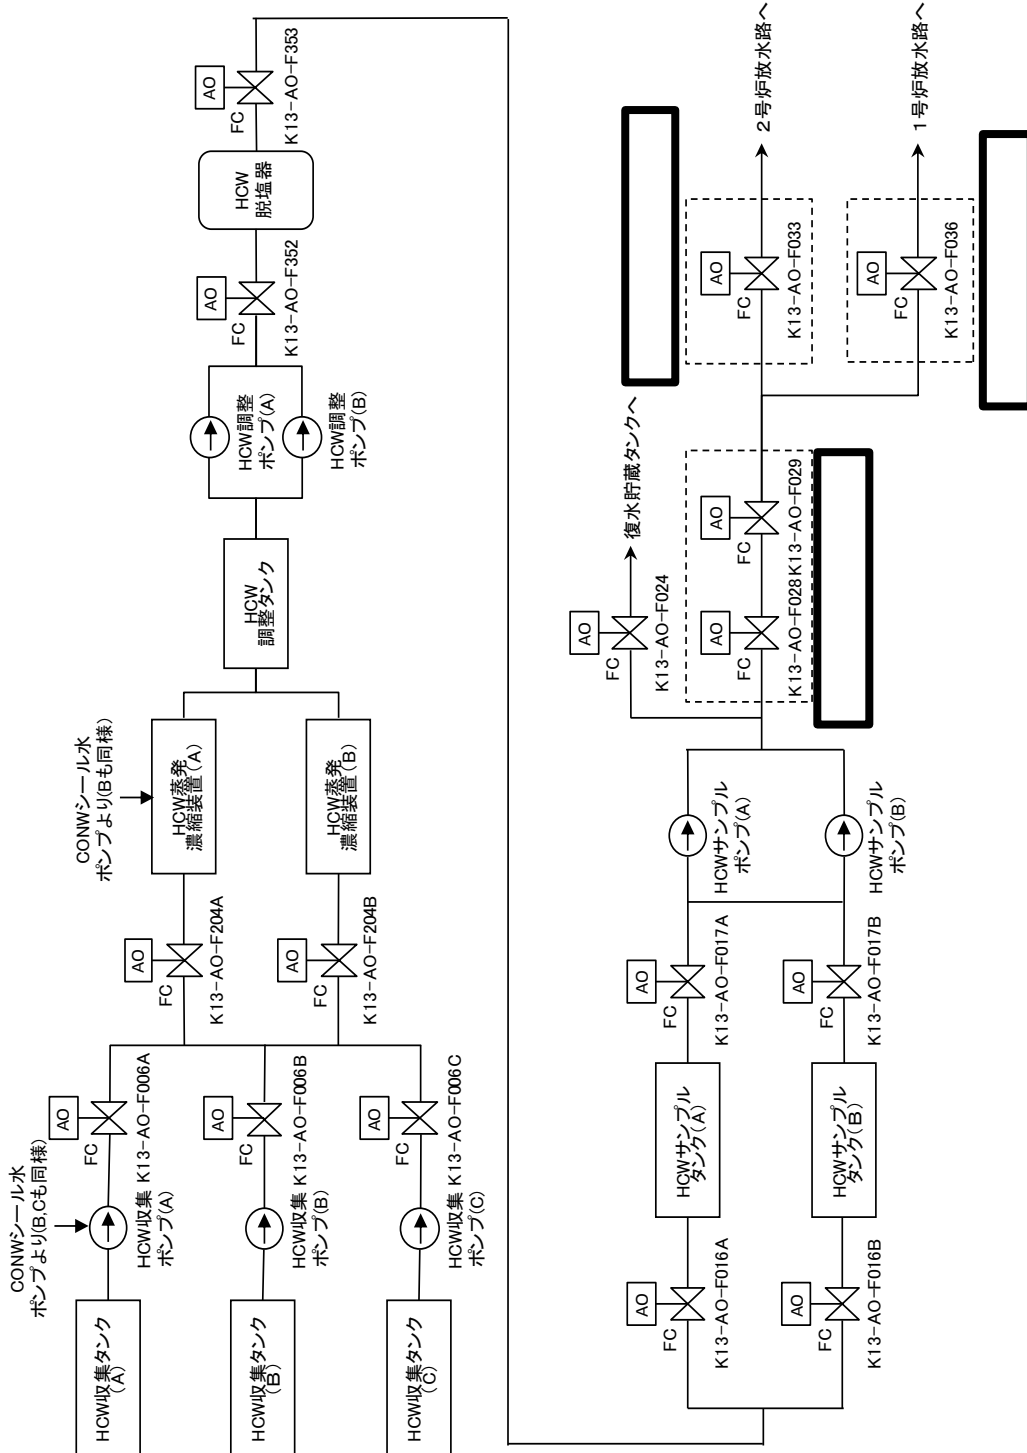 HCW収集タンク
(A)
HCW収集タンク
(B)
HCW収集タンク
(C)
CONWシール水
ポンプより(B,Cも同様)
HCW収集
ポンプ(A)
HCW収集
ポンプ(B)
HCW収集
ポンプ(C)
AO
FC
K13-AO-F006A
AO
FC
K13-AO-F006B
AO
FC
K13-AO-F006C
AO
FC
K13-AO-F204A
AO
FC
K13-AO-F204B
CONWシール水
ポンプより(Bも同様)
HCW蒸発
濃縮装置(A)
HCW蒸発
濃縮装置(B)
HCW
調整タンク
HCW調整
ポンプ(A)
HCW調整
ポンプ(B)
AO
FC
K13-AO-F352
HCW
脱塩器
AO
FC
K13-AO-F353
AO
FC
K13-AO-F016A
AO
FC
K13-AO-F016B
HCWサンプル
タンク(A)
HCWサンプル
タンク(B)
AO
FC
K13-AO-F017A
AO
FC
K13-AO-F017B
HCWサンプル
ポンプ(A)
HCWサンプル
ポンプ(B)
AO
FC
K13-AO-F024
復水貯蔵タンクへ
AO
FC
K13-AO-F028
AO
FC
K13-AO-F029
AO
FC
K13-AO-F033
2号炉放水路へ
AO
FC
K13-AO-F036
1号炉放水路へ